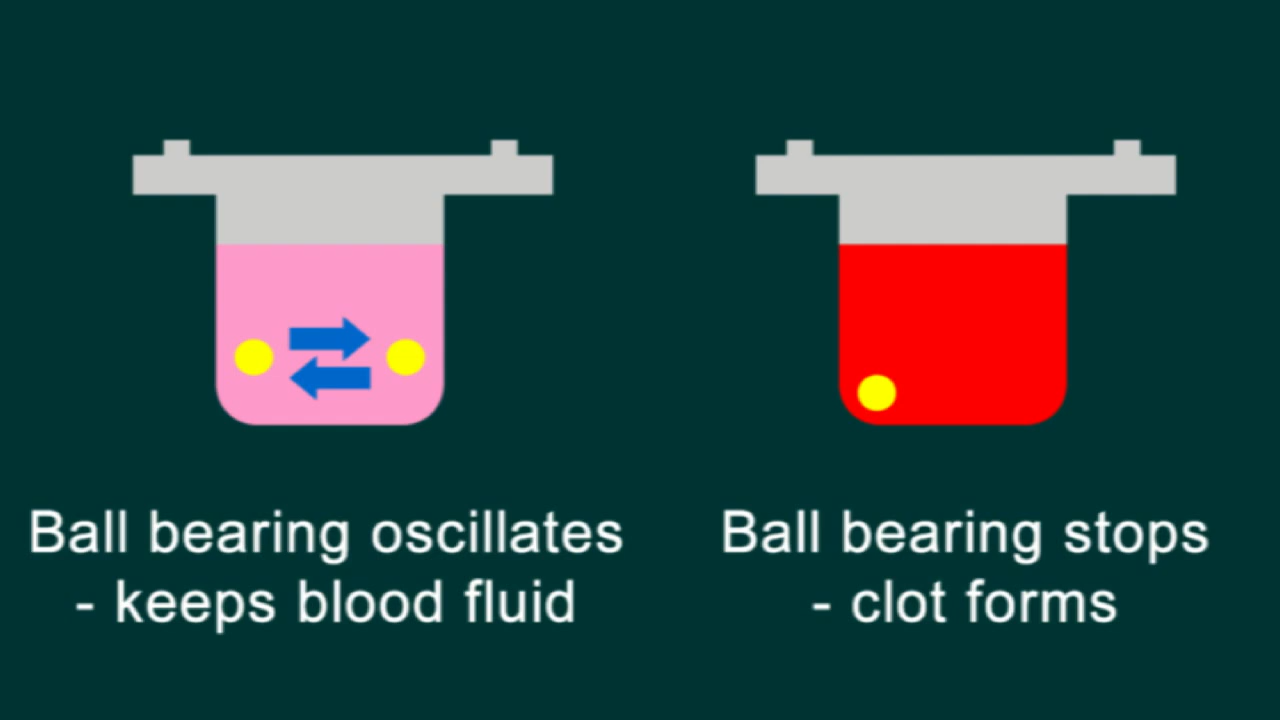 Ball bearing oscillates
- keeps blood fluid
Ball bearing stops
- clot forms